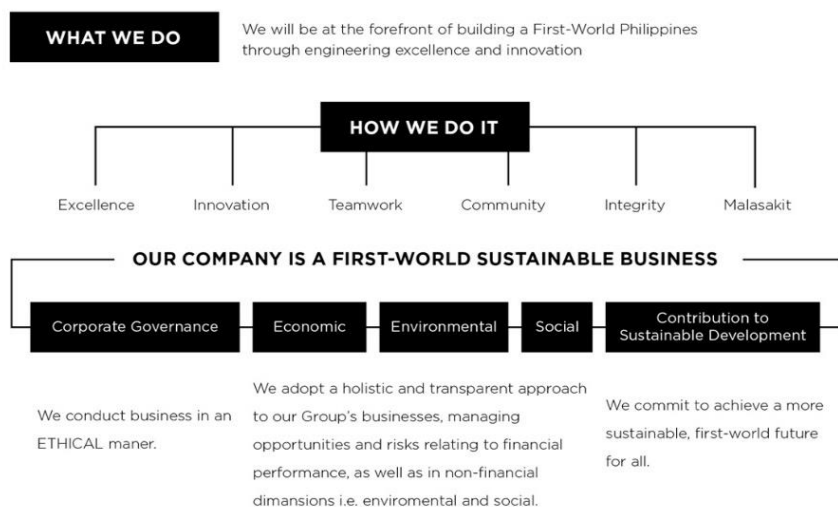 WHAT WE DO
We will be at the forefront of building a First-World Philippines
through engineering excellence and innovation
HOW WE DO IT
Excellence
Innovation
Teamwork
Community
Integrity
Malasakit
OUR COMPANY IS A FIRST-WORLD SUSTAINABLE BUSINESS
Corporate Governance
Economic
Environmental
Social
Contribution to
Sustainable Development
We conduct business in an
ETHICAL maner.
We adopt a holistic and transparent approach
to our Group's businesses, managing
opportunities and risks relating to financial
performance, as well as in non-financial
dimansions i.e. enviromental and social.
We commit to achieve a more
sustainable, first-world future
for all.